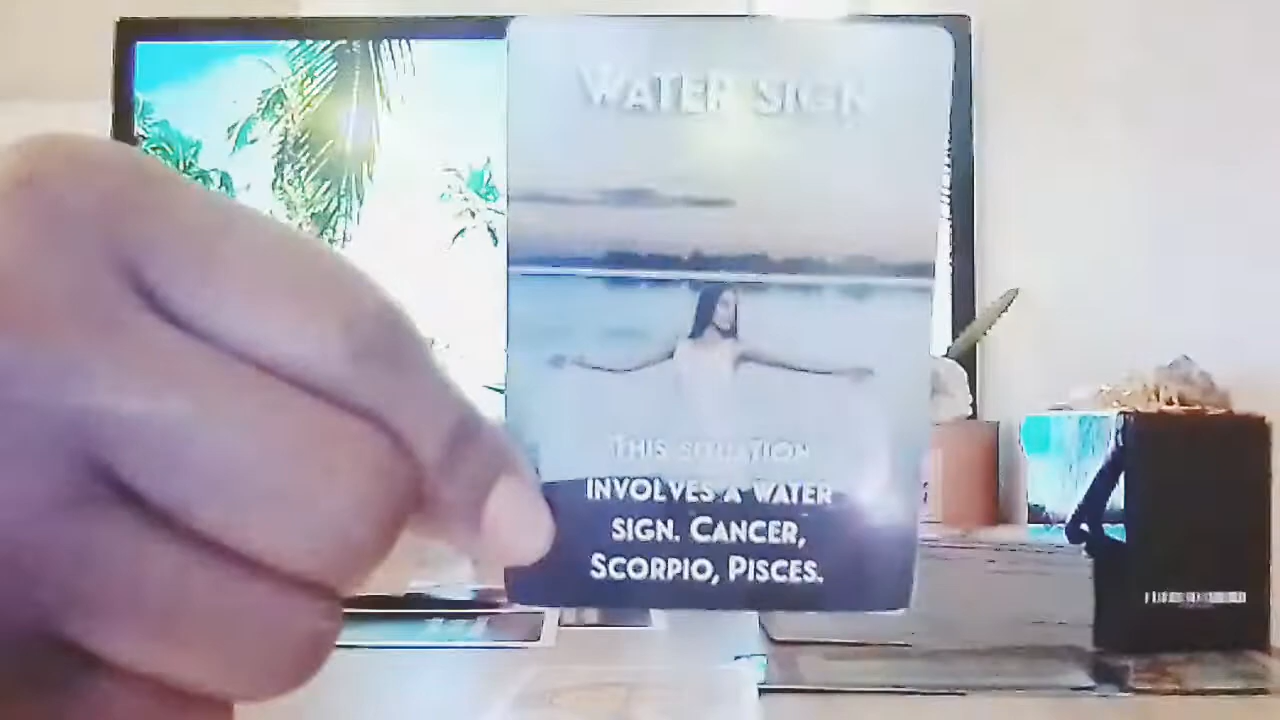 WATER SIGN
THIS SITUATION
INVOLVES A WATER
SIGN. CANCER,
SCORPIO, PISCES.